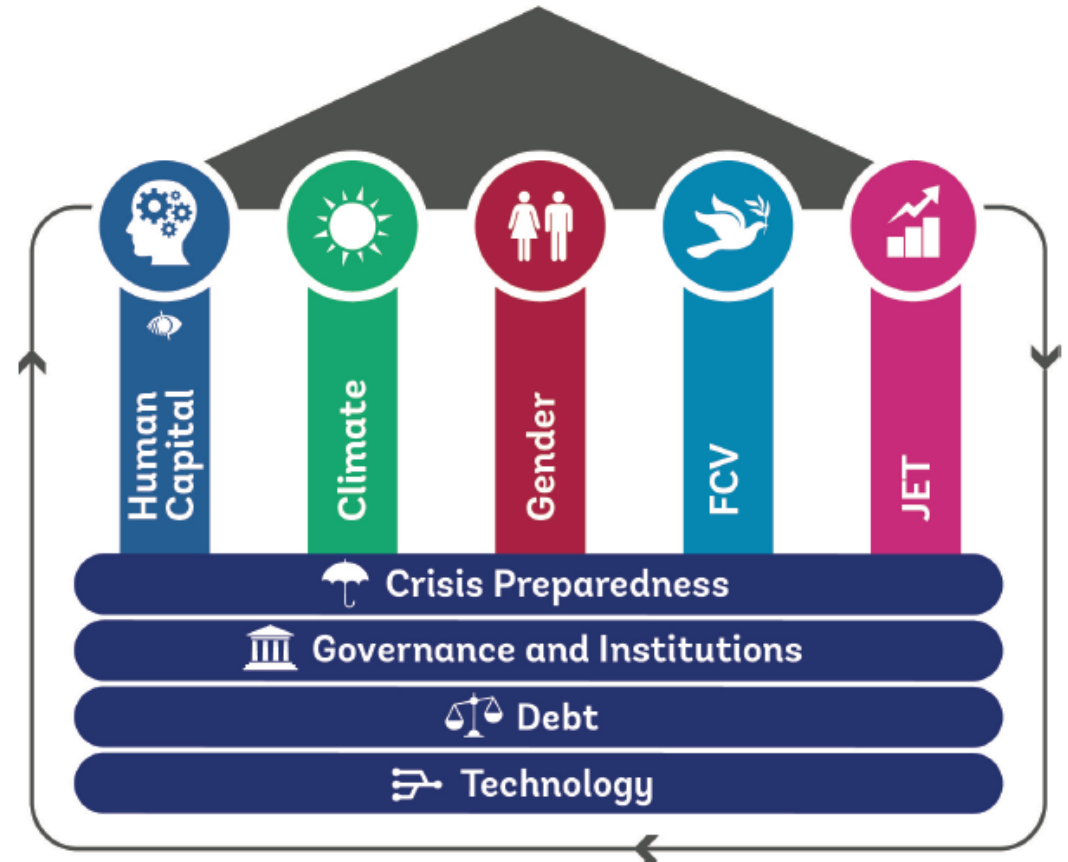 Human
Capital
Climate
Gender
FCV
JET
Crisis Preparedness
Governance and Institutions
Debt
Technology